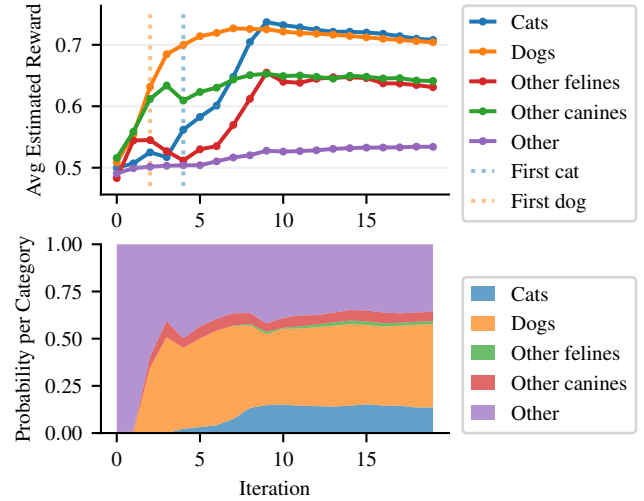 Avg Estimated Reward
0.7
0.6
0.5
0
5
10
15
Cats
Dogs
Other felines
Other canines
Other
First cat
First dog
Probability per Category
1.00
0.75
0.50
0.25
0.00
0
5
10
15
Iteration
Cats
Dogs
Other felines
Other canines
Other